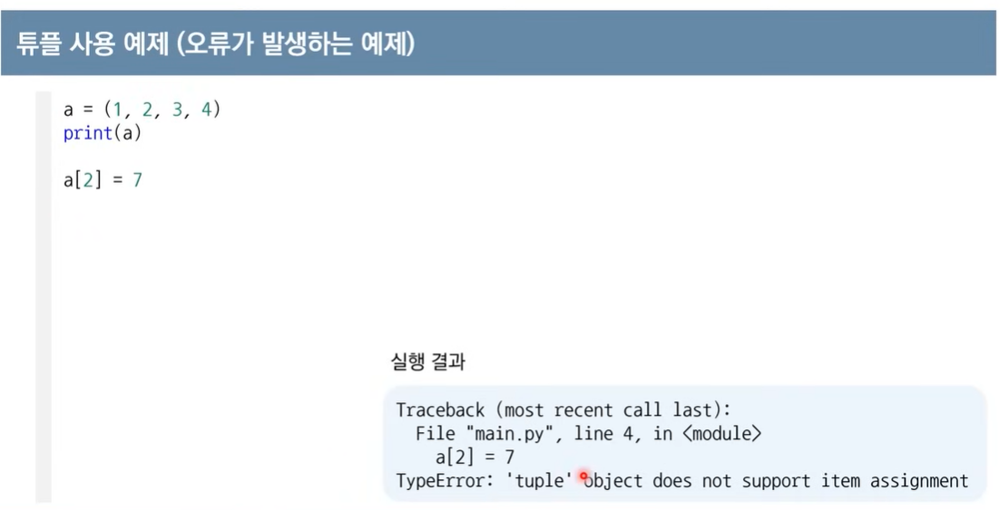 튜플 사용 예제 (오류가 발생하는 예제)
a = (1, 2, 3, 4)
print(a)
a[2] = 7
실행 결과
Traceback (most recent call last):
  File "main.py", line 4, in <module>
    a[2] = 7
TypeError: 'tuple' object does not support item assignment